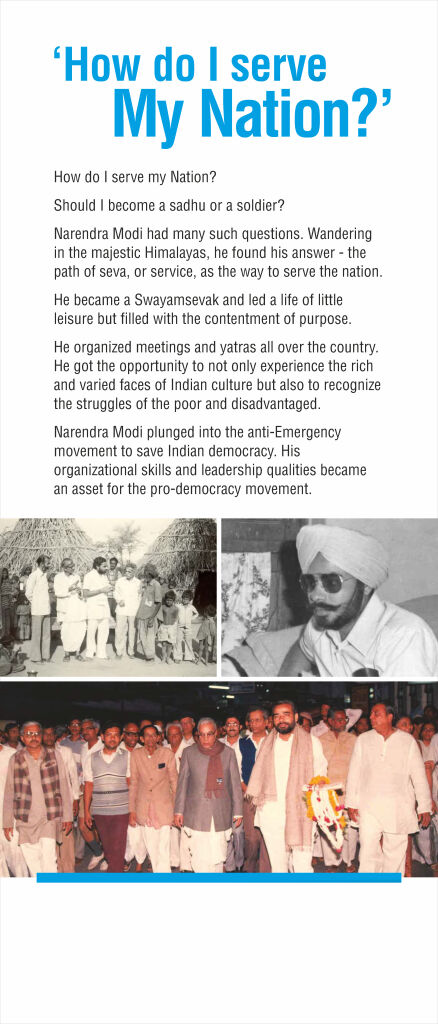 ‘How do I serve
My Nation?’
How do I serve my Nation?
Should I become a sadhu or a soldier?
Narendra Modi had many such questions. Wandering
in the majestic Himalayas, he found his answer - the
path of seva, or service, as the way to serve the nation.
He became a Swayamsevak and led a life of little
leisure but filled with the contentment of purpose.
He organized meetings and yatras all over the country.
He got the opportunity to not only experience the rich
and varied faces of Indian culture but also to recognize
the struggles of the poor and disadvantaged.
Narendra Modi plunged into the anti-Emergency
movement to save Indian democracy. His
organizational skills and leadership qualities became
an asset for the pro-democracy movement.